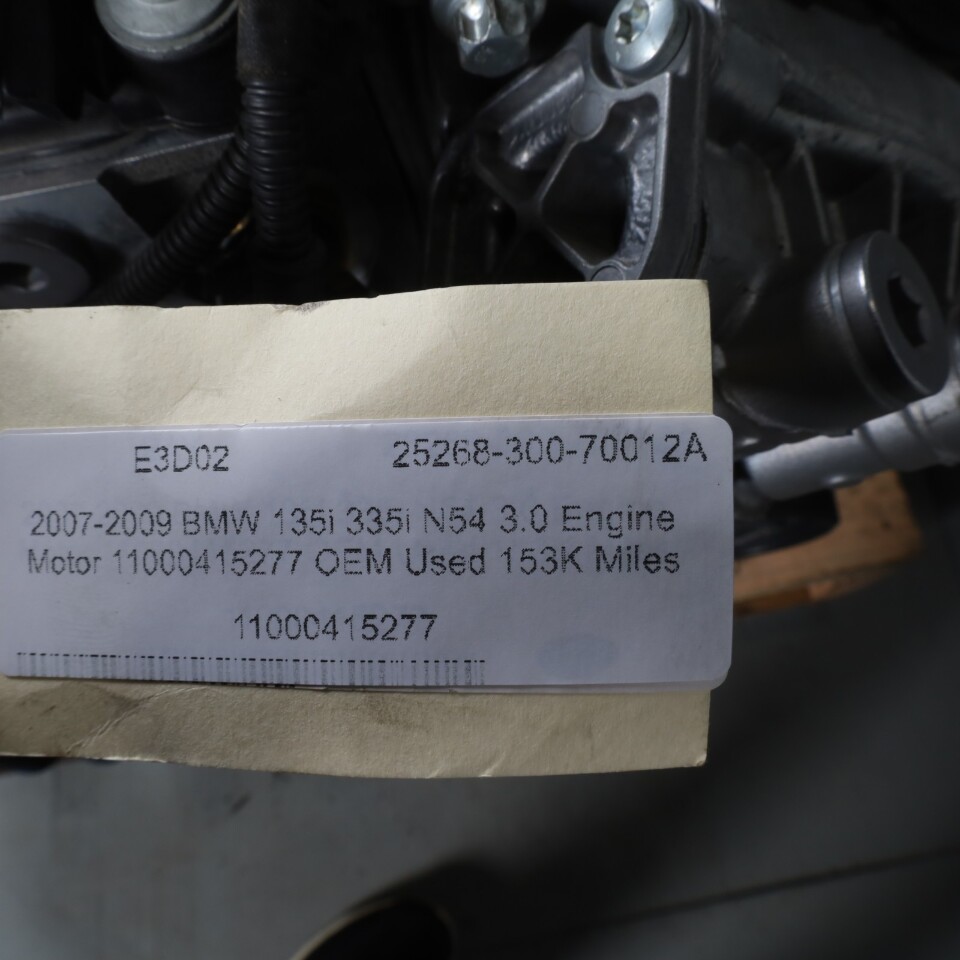 E3D02 25268-300-70012A
2007-2009 BMW 135i 335i N54 3.0 Engine
Motor 11000415277 OEM Used 153K Miles
11000415277